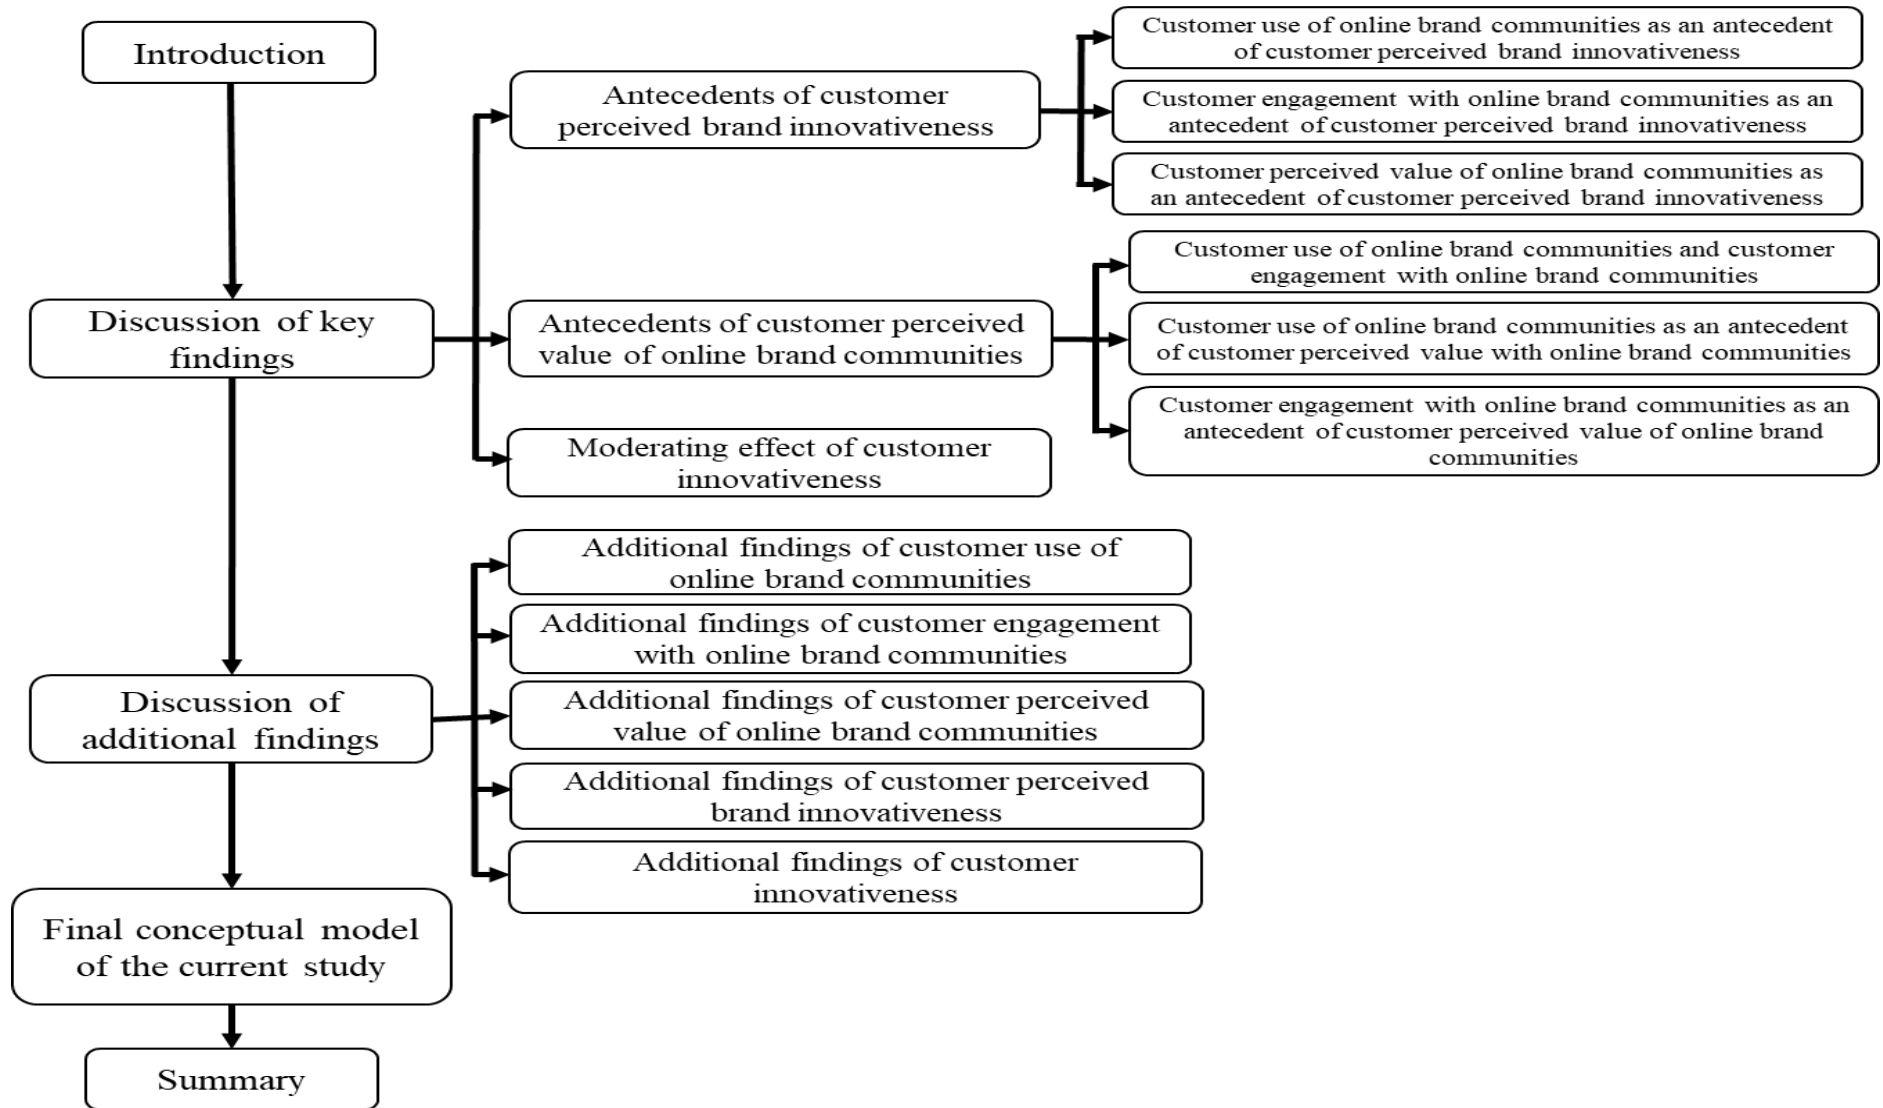 Introduction
Discussion of key
findings
Antecedents of customer
perceived brand innovativeness
Customer use of online brand communities as an antecedent
of customer perceived brand innovativeness
Customer engagement with online brand communities as an
antecedent of customer perceived brand innovativeness
Customer perceived value of online brand communities as
an antecedent of customer perceived brand innovativeness
Antecedents of customer perceived
value of online brand communities
Customer use of online brand communities and customer
engagement with online brand communities
Customer use of online brand communities as an antecedent
of customer perceived value with online brand communities
Customer engagement with online brand communities as an
antecedent of customer perceived value of online brand
communities
Moderating effect of customer
innovativeness
Discussion of
additional findings
Additional findings of customer use of
online brand communities
Additional findings of customer engagement
with online brand communities
Additional findings of customer perceived
value of online brand communities
Additional findings of customer perceived
brand innovativeness
Additional findings of customer
innovativeness
Final conceptual model
of the current study
Summary